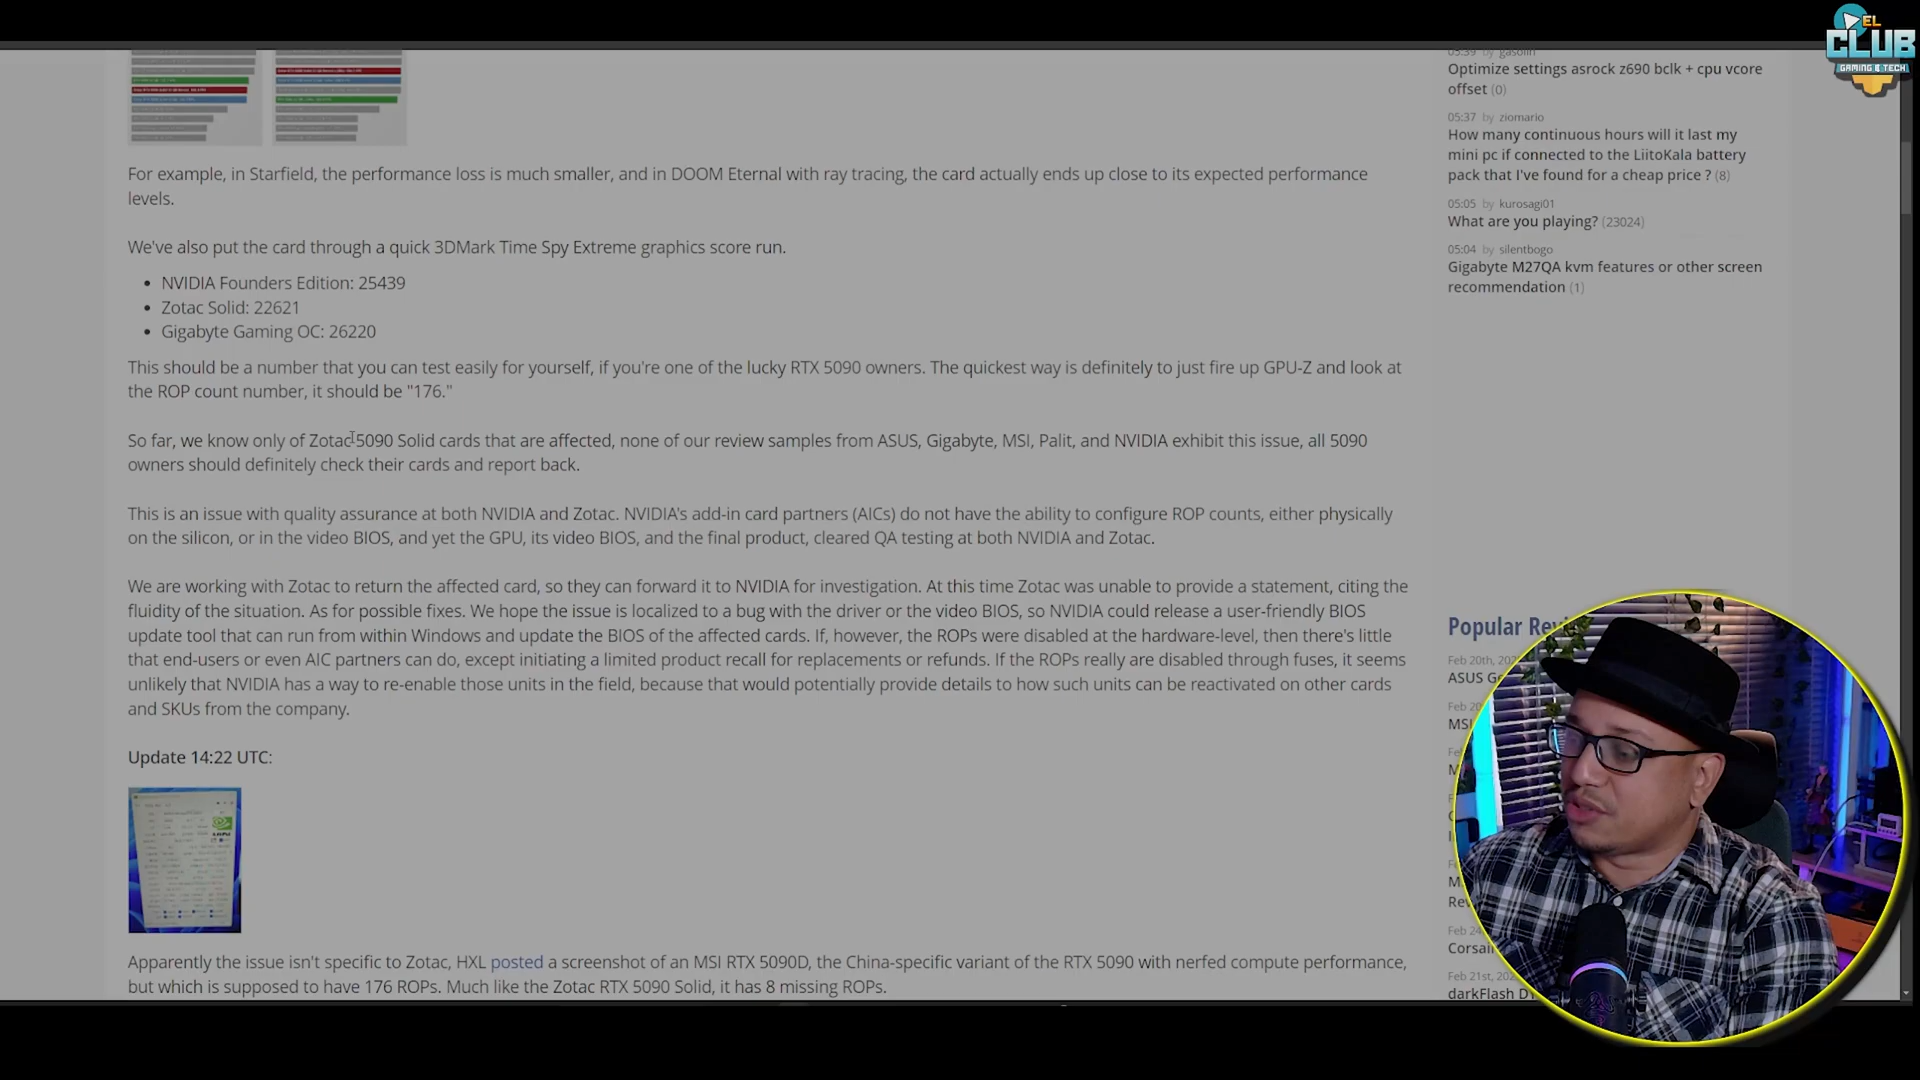 EL
CLUB
GAMING & TECH
For example, in Starfield, the performance loss is much smaller, and in DOOM Eternal with ray tracing, the card actually ends up close to its expected performance
levels.
We've also put the card through a quick 3DMark Time Spy Extreme graphics score run.
• NVIDIA Founders Edition: 25439
• Zotac Solid: 22621
• Gigabyte Gaming OC: 26220
This should be a number that you can test easily for yourself, if you're one of the lucky RTX 5090 owners. The quickest way is definitely to just fire up GPU-Z and look at
the ROP count number, it should be "176."
So far, we know only of Zotac 5090 Solid cards that are affected, none of our review samples from ASUS, Gigabyte, MSI, Palit, and NVIDIA exhibit this issue, all 5090
owners should definitely check their cards and report back.
This is an issue with quality assurance at both NVIDIA and Zotac. NVIDIA's add-in card partners (AICs) do not have the ability to configure ROP counts, either physically
on the silicon, or in the video BIOS, and yet the GPU, its video BIOS, and the final product, cleared QA testing at both NVIDIA and Zotac.
We are working with Zotac to return the affected card, so they can forward it to NVIDIA for investigation. At this time Zotac was unable to provide a statement, citing the
fluidity of the situation. As for possible fixes. We hope the issue is localized to a bug with the driver or the video BIOS, so NVIDIA could release a user-friendly BIOS
update tool that can run from within Windows and update the BIOS of the affected cards. If, however, the ROPs were disabled at the hardware-level, then there's little
that end-users or even AIC partners can do, except initiating a limited product recall for replacements or refunds. If the ROPs really are disabled through fuses, it seems
unlikely that NVIDIA has a way to re-enable those units in the field, because that would potentially provide details to how such units can be reactivated on other cards
and SKUs from the company.
Update 14:22 UTC:
Apparently the issue isn't specific to Zotac, HXL posted a screenshot of an MSI RTX 5090D, the China-specific variant of the RTX 5090 with nerfed compute performance,
but which is supposed to have 176 ROPs. Much like the Zotac RTX 5090 Solid, it has 8 missing ROPs.
05:39 by gasolin
Optimize settings asrock z690 bclk + cpu vcore
offset (0)
05:37 by ziomario
How many continuous hours will it last my
mini pc if connected to the LiitoKala battery
pack that I've found for a cheap price ? (8)
05:05 by kurosagi01
What are you playing? (23024)
05:04 by silentbogo
Gigabyte M27QA kvm features or other screen
recommendation (1)
Popular Rev
Feb 20th,
ASUS
Feb 20
MSI
Feb 24
Corsair
Feb 21st,
darkFlash